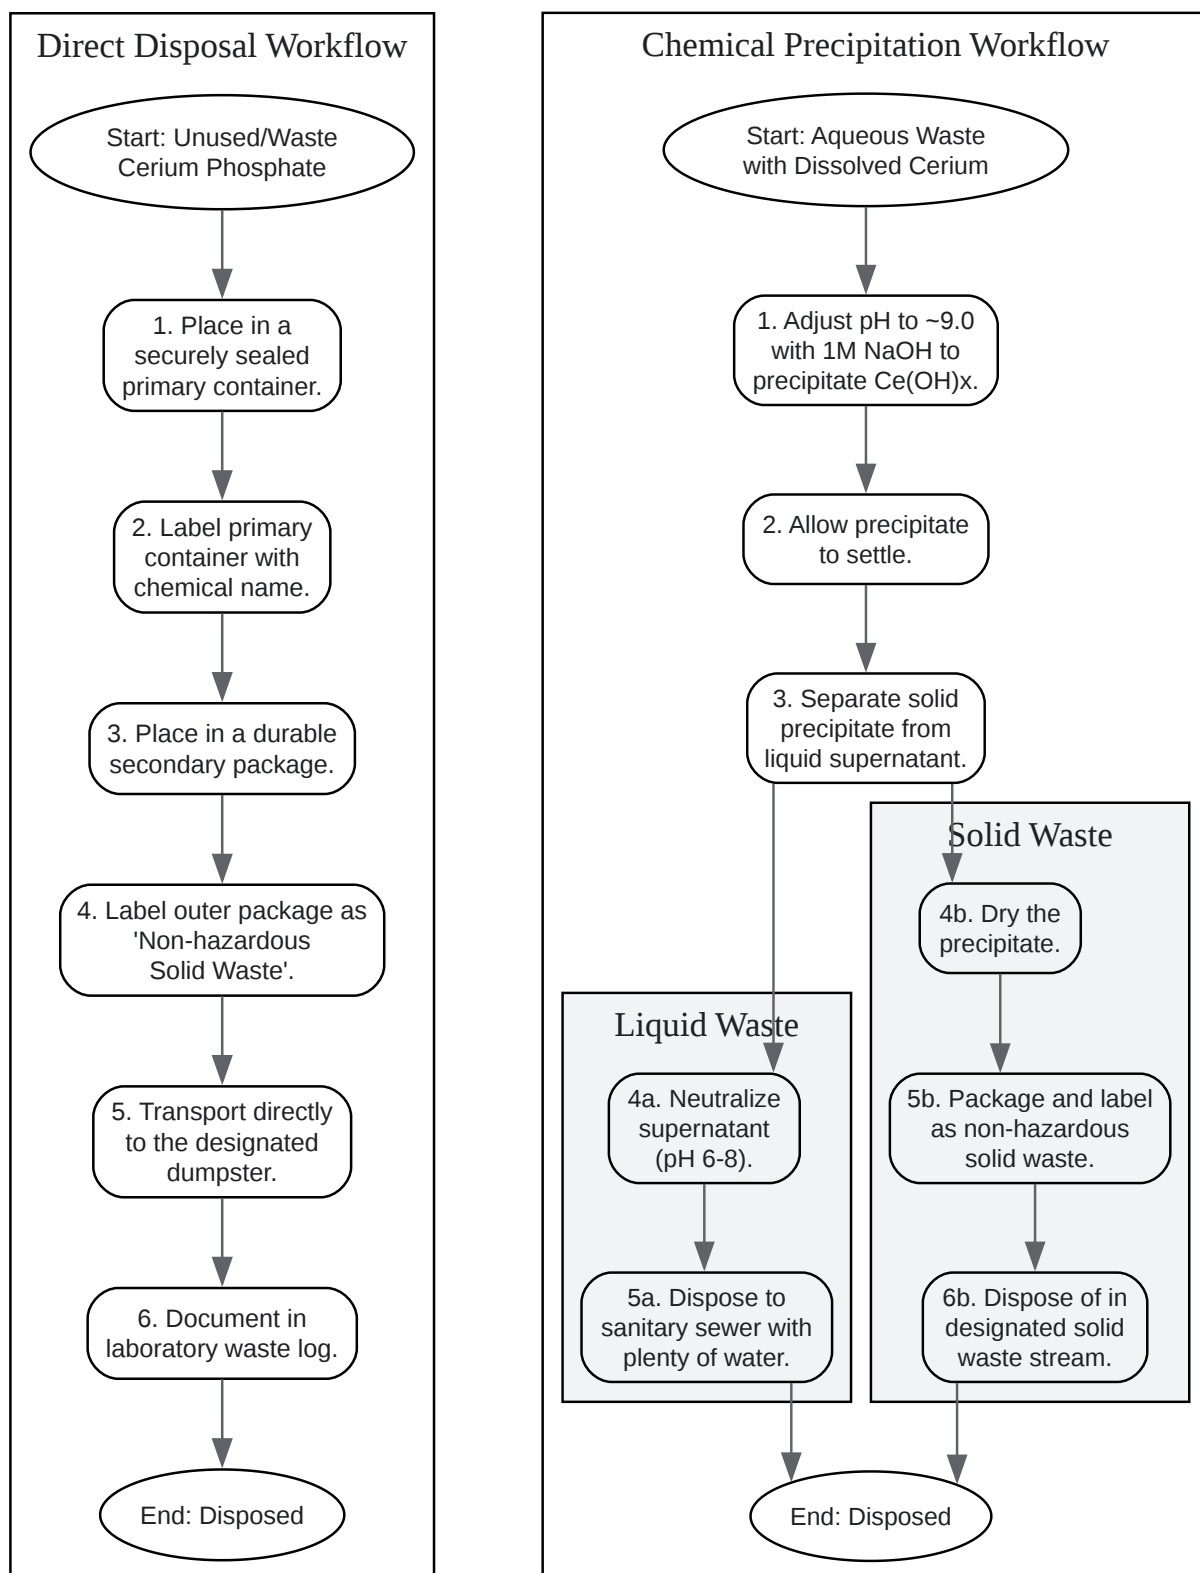 Direct Disposal Workflow
Start: Unused/Waste
Cerium Phosphate
1. Place in a
securely sealed
primary container.
2. Label primary
container with
chemical name.
3. Place in a durable
secondary package.
4. Label outer package as
'Non-hazardous
Solid Waste'.
5. Transport directly
to the designated
dumpster.
6. Document in
laboratory waste log.
End: Disposed
Chemical Precipitation Workflow
Start: Aqueous Waste
with Dissolved Cerium
1. Adjust pH to ~9.0
with 1M NaOH to
precipitate Ce(OH)x.
2. Allow precipitate
to settle.
3. Separate solid
precipitate from
liquid supernatant.
Liquid Waste
4a. Neutralize
supernatant
(pH 6-8).
5a. Dispose to
sanitary sewer with
plenty of water.
Solid Waste
4b. Dry the
precipitate.
5b. Package and label
as non-hazardous
solid waste.
6b. Dispose of in
designated solid
waste stream.
End: Disposed